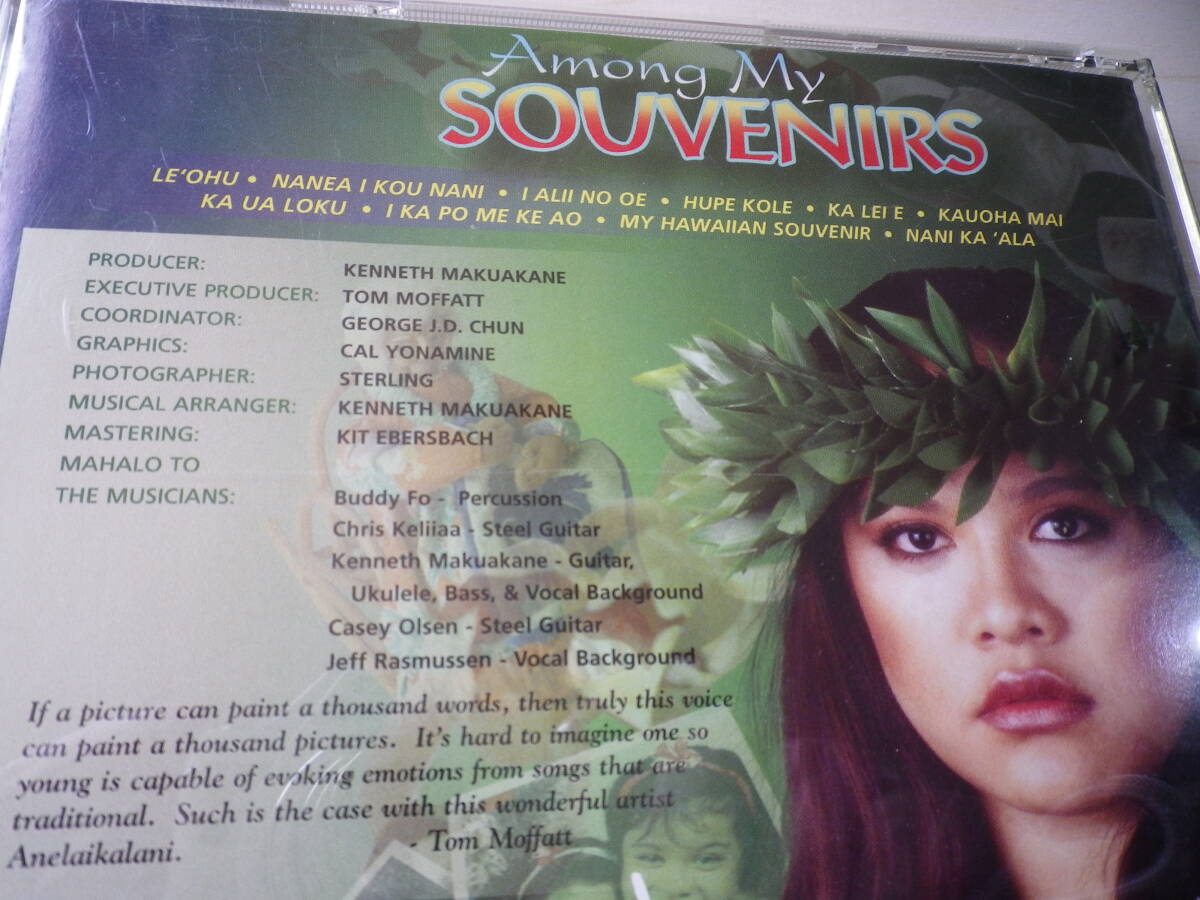 Among My
SOUVENIRS
LE'OHU • NANEA I KOU NANI • I ALII NO OE • HUPE KOLE • KA LEI E • KAUOHA MAI
KA UA LOKU • I KA PO ME KE AO • MY HAWAIIAN SOUVENIR • NANI KA 'ALA
PRODUCER: KENNETH MAKUAKANE
EXECUTIVE PRODUCER: TOM MOFFATT
COORDINATOR: GEORGE J.D. CHUN
GRAPHICS: CAL YONAMINE
PHOTOGRAPHER: STERLING
MUSICAL ARRANGER: KENNETH MAKUAKANE
MASTERING: KIT EBERSBACH
MAHALO TO
THE MUSICIANS: Buddy Fo - Percussion
Chris Keliiaa - Steel Guitar
Kenneth Makuakane - Guitar,
Ukulele, Bass, & Vocal Background
Casey Olsen - Steel Guitar
Jeff Rasmussen - Vocal Background
If a picture can paint a thousand words, then truly this voice
can paint a thousand pictures. It's hard to imagine one so
young is capable of evoking emotions from songs that are
traditional. Such is the case with this wonderful artist
Anelaikalani. - Tom Moffatt